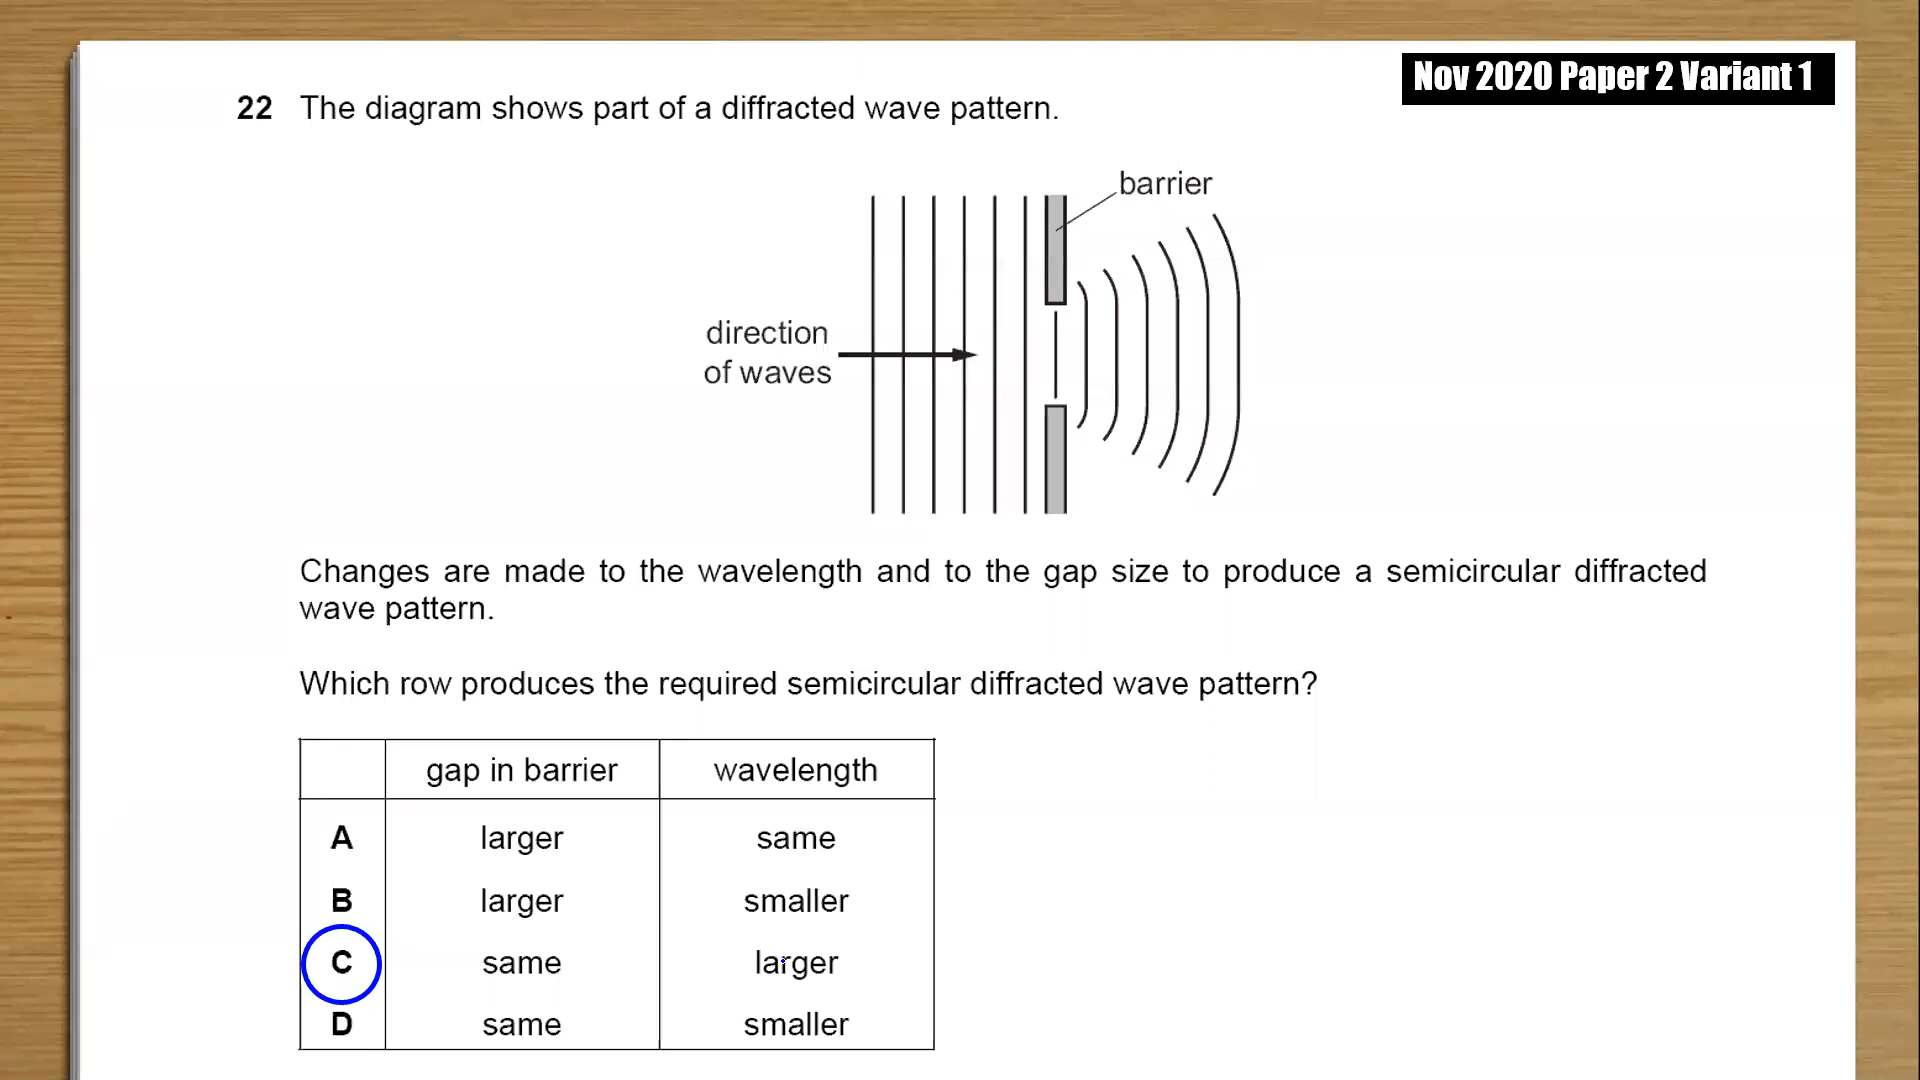 Nov 2020 Paper 2 Variant 1
22 The diagram shows part of a diffracted wave pattern.
barrier
direction
of waves
Changes are made to the wavelength and to the gap size to produce a semicircular diffracted
wave pattern.
Which row produces the required semicircular diffracted wave pattern?
gap in barrier wavelength
A larger same
B larger smaller
C same larger
D same smaller